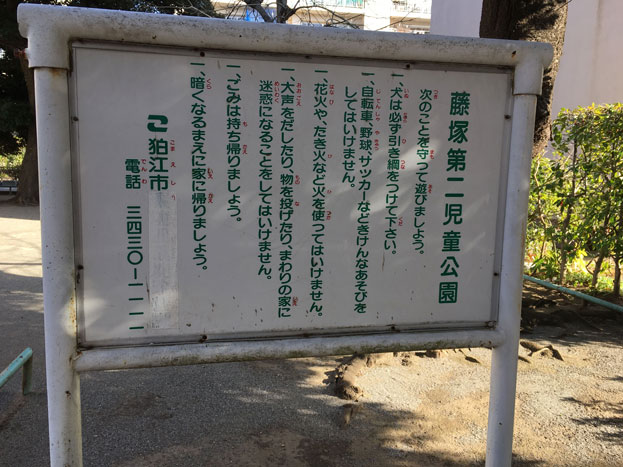 藤塚第二児童公園
次のことを守って遊びましょう。
一、犬は必ず引き綱をつけて下さい。
一、自転車、野球、サッカーなどきけんなあそびを
してはいけません。
一、花火や、たき火など火を使つてはいけません。
一、大声をだしたり、物を投げたり、まわりの家に
迷惑になることをしてはいけません。
一、ごみは持ち帰りましょう。
一、暗くなるまえに家に帰りましょう。
狛江市
電話 三四三〇-一一一一